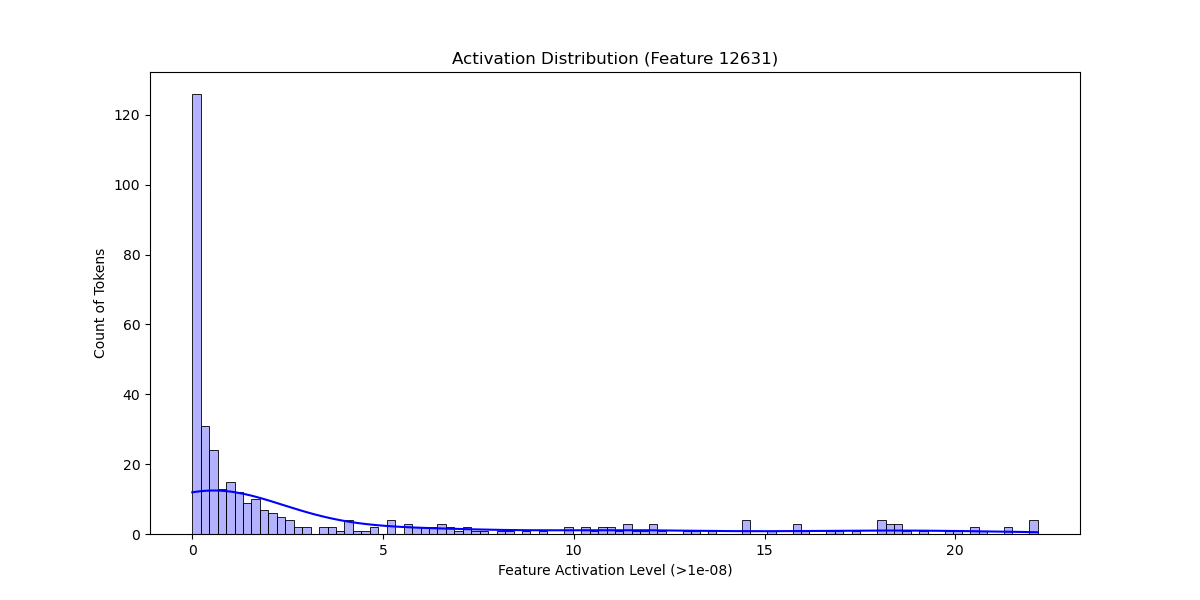 Activation Distribution (Feature 12631)
120
100
80
60
40
20
0
Count of Tokens
0 5 10 15 20
Feature Activation Level (>1e-08)